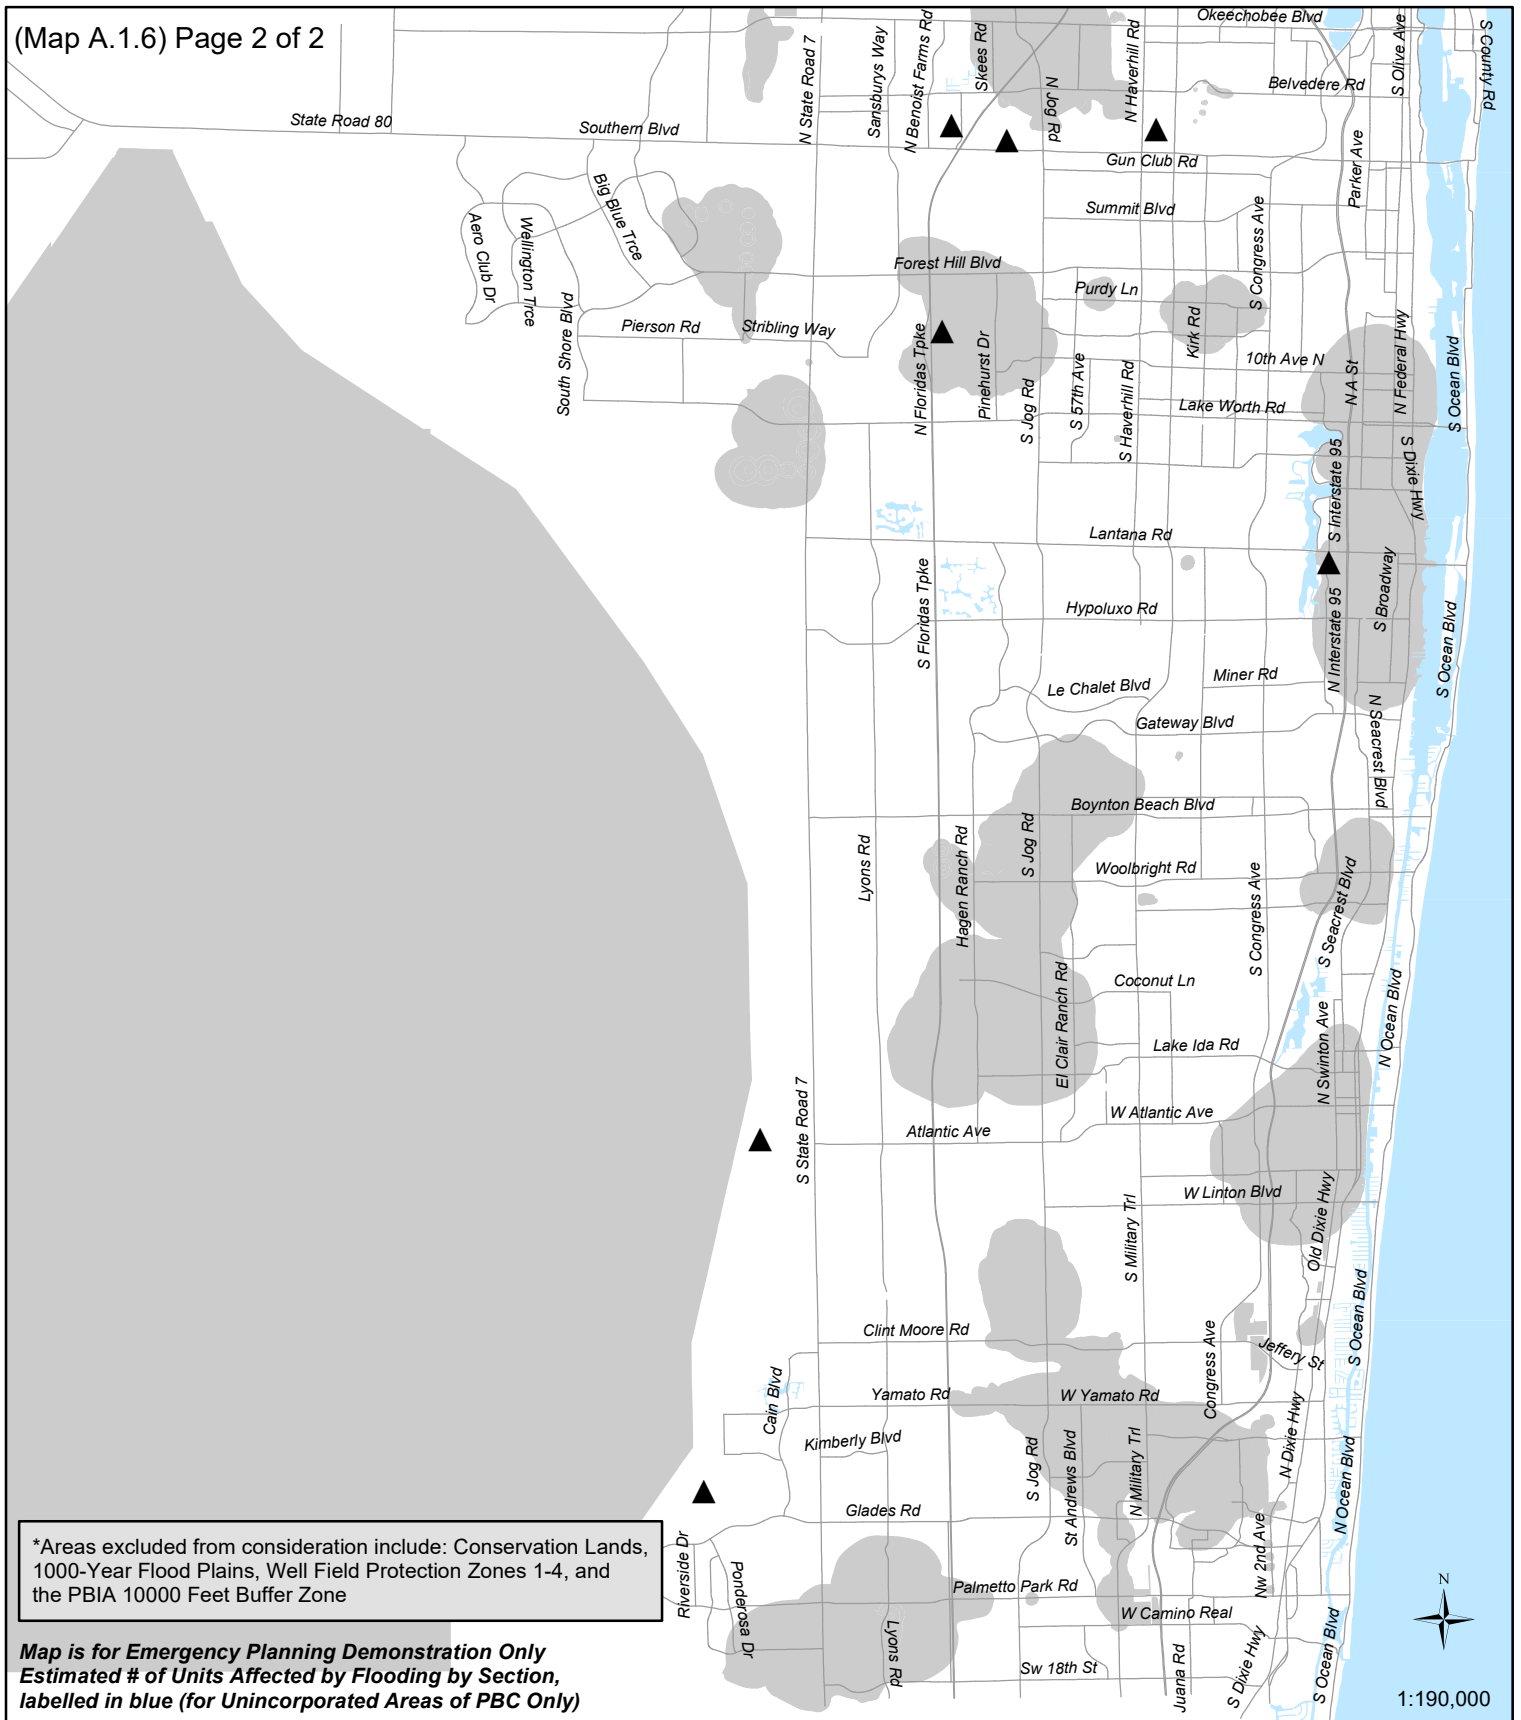 (Map A.1.6) Page 2 of 2
Okeechobee Blvd
S County Rd
S Olive Ave
N Haverhill Rd
Skees Rd
N Benoist Farms Rd
Sansburys Way
N State Road 7
N Jog Rd
Belvedere Rd
State Road 80
Southern Blvd
Gun Club Rd
Parker Ave
Big Blue Trce
Aero Club Dr
Wellington Trce
Summit Blvd
S Congress Ave
Forest Hill Blvd
Purdy Ln
South Shore Blvd
Pierson Rd
Stribling Way
N Floridas Tpke
Pinehurst Dr
Kirk Rd
10th Ave N
N A St
N Federal Hwy
S Ocean Blvd
S Jog Rd
S 57th Ave
S Haverhill Rd
Lake Worth Rd
S Interstate 95
S Dixie Hwy
Lantana Rd
S Floridas Tpke
Hypoluxo Rd
N Interstate 95
S Broadway
S Ocean Blvd
Miner Rd
Le Chalet Blvd
Gateway Blvd
N Seacrest Blvd
Boynton Beach Blvd
Lyons Rd
Hagen Ranch Rd
S Jog Rd
Woolbright Rd
S Congress Ave
S Seacrest Blvd
Coconut Ln
El Clair Ranch Rd
Lake Ida Rd
N Swinton Ave
N Ocean Blvd
S State Road 7
W Atlantic Ave
Atlantic Ave
W Linton Blvd
S Military Trl
Old Dixie Hwy
Clint Moore Rd
Congress Ave
Jeffery St
S Ocean Blvd
Cain Blvd
Yamato Rd
W Yamato Rd
Kimberly Blvd
S Jog Rd
St Andrews Blvd
N Military Trl
N Dixie Hwy
N Ocean Blvd
Glades Rd
Riverside Dr
Ponderosa Dr
Nw 2nd Ave
Palmetto Park Rd
W Camino Real
Lyons Rd
Sw 18th St
Juana Rd
S Dixie Hwy
S Ocean Blvd
*Areas excluded from consideration include: Conservation Lands,
1000-Year Flood Plains, Well Field Protection Zones 1-4, and
the PBIA 10000 Feet Buffer Zone
Map is for Emergency Planning Demonstration Only
Estimated # of Units Affected by Flooding by Section,
labelled in blue (for Unincorporated Areas of PBC Only)
N
1:190,000